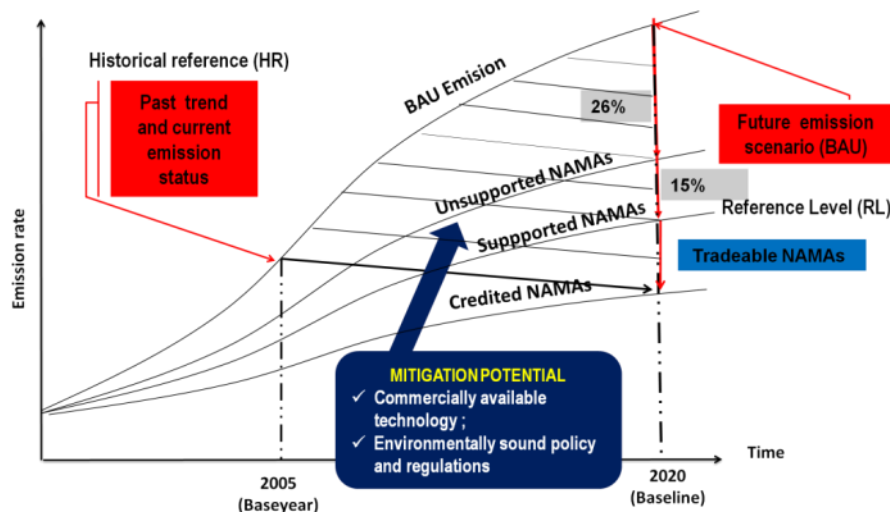 Historical reference (HR)
Past trend
and current
emission
status
BAU Emision
26%
Future emission
scenario (BAU)
Unsupported NAMAs
15%
Suppported NAMAs
Reference Level (RL)
Tradeable NAMAs
Credited NAMAs
Emission rate
MITIGATION POTENTIAL
✓ Commercially available
technology ;
✓ Environmentally sound policy
and regulations
Time
2005
(Baseyear)
2020
(Baseline)